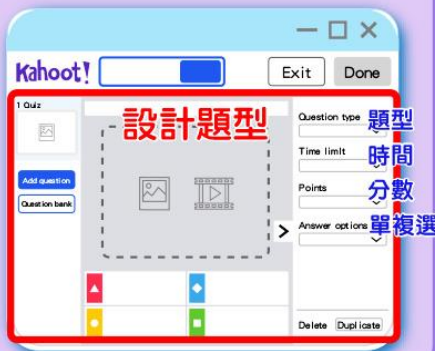 Kahoot!
Exit
Done
1 Quiz
設計題型
Question type 題型
Time limit 時間
Add question
Points 分數
Question bank
Answer options 單複選
Delete
Duplicate